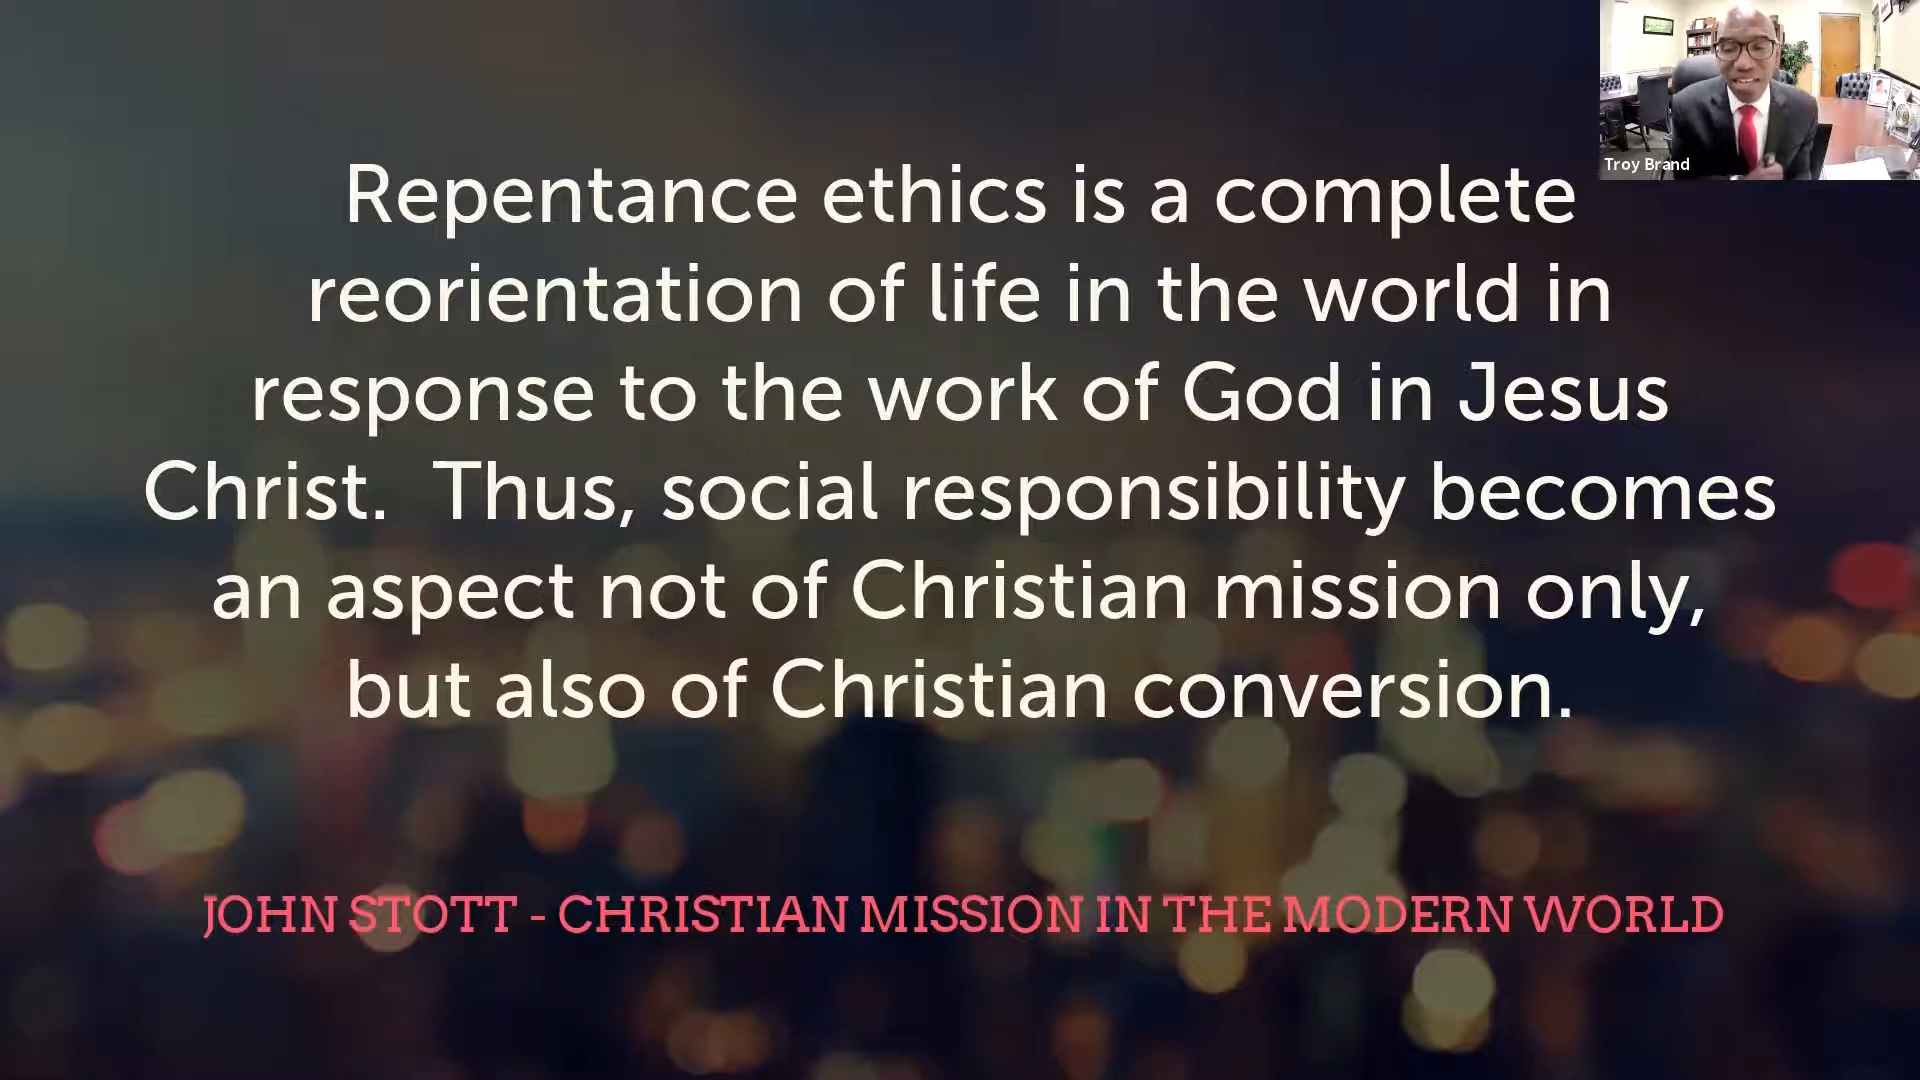 Troy Brand
Repentance ethics is a complete
reorientation of life in the world in
response to the work of God in Jesus
Christ.  Thus, social responsibility becomes
an aspect not of Christian mission only,
but also of Christian conversion.
JOHN STOTT - CHRISTIAN MISSION IN THE MODERN WORLD